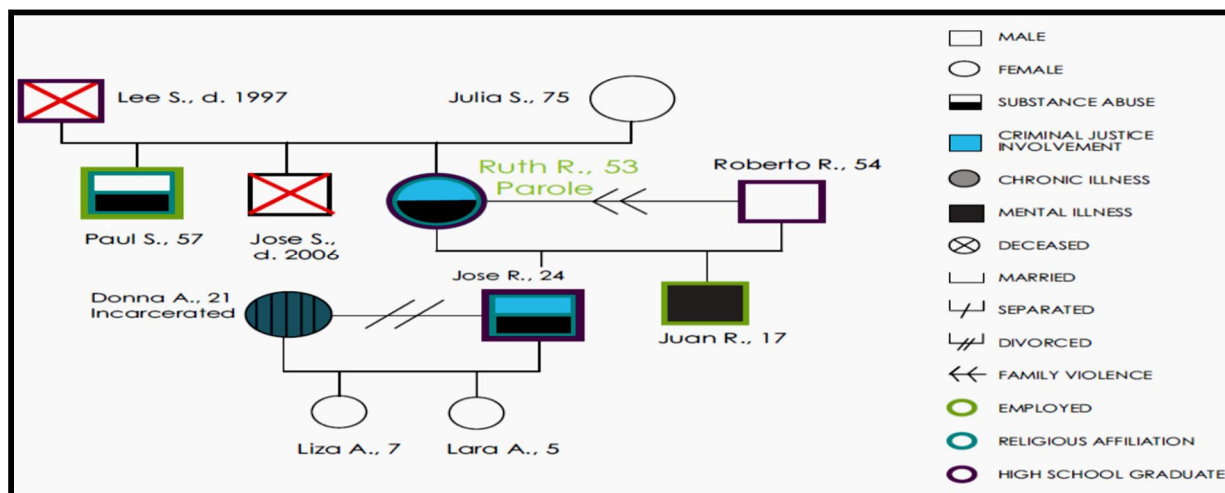 Lee S., d. 1997
Julia S., 75
Ruth R., 53
Parole
Roberto R., 54
Paul S., 57
Jose S.,
d. 2006
Jose R., 24
Donna A., 21
Incarcerated
Juan R., 17
Liza A., 7
Lara A., 5
MALE
FEMALE
SUBSTANCE ABUSE
CRIMINAL JUSTICE
INVOLVEMENT
CHRONIC ILLNESS
MENTAL ILLNESS
DECEASED
MARRIED
SEPARATED
DIVORCED
FAMILY VIOLENCE
EMPLOYED
RELIGIOUS AFFILIATION
HIGH SCHOOL GRADUATE